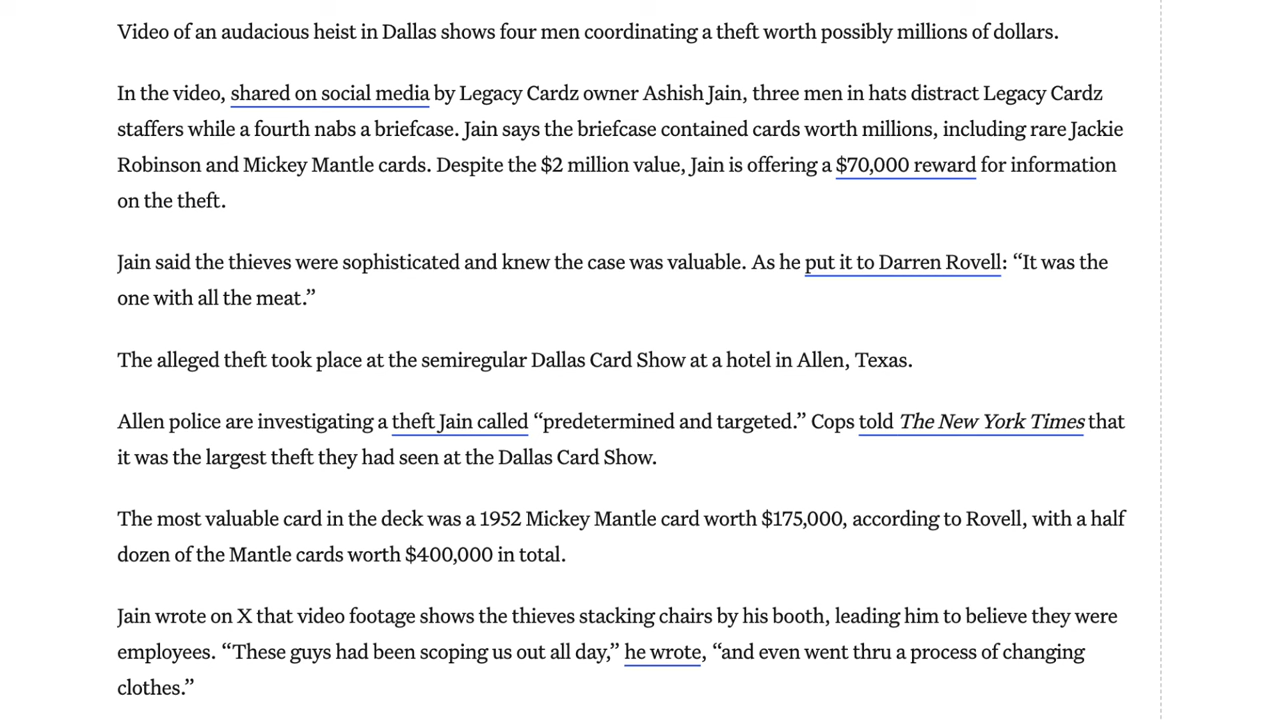 Video of an audacious heist in Dallas shows four men coordinating a theft worth possibly millions of dollars.
In the video, shared on social media by Legacy Cardz owner Ashish Jain, three men in hats distract Legacy Cardz
staffers while a fourth nabs a briefcase. Jain says the briefcase contained cards worth millions, including rare Jackie
Robinson and Mickey Mantle cards. Despite the $2 million value, Jain is offering a $70,000 reward for information
on the theft.
Jain said the thieves were sophisticated and knew the case was valuable. As he put it to Darren Rovell: “It was the
one with all the meat.”
The alleged theft took place at the semiregular Dallas Card Show at a hotel in Allen, Texas.
Allen police are investigating a theft Jain called “predetermined and targeted.” Cops told The New York Times that
it was the largest theft they had seen at the Dallas Card Show.
The most valuable card in the deck was a 1952 Mickey Mantle card worth $175,000, according to Rovell, with a half
dozen of the Mantle cards worth $400,000 in total.
Jain wrote on X that video footage shows the thieves stacking chairs by his booth, leading him to believe they were
employees. “These guys had been scoping us out all day,” he wrote, “and even went thru a process of changing
clothes.”